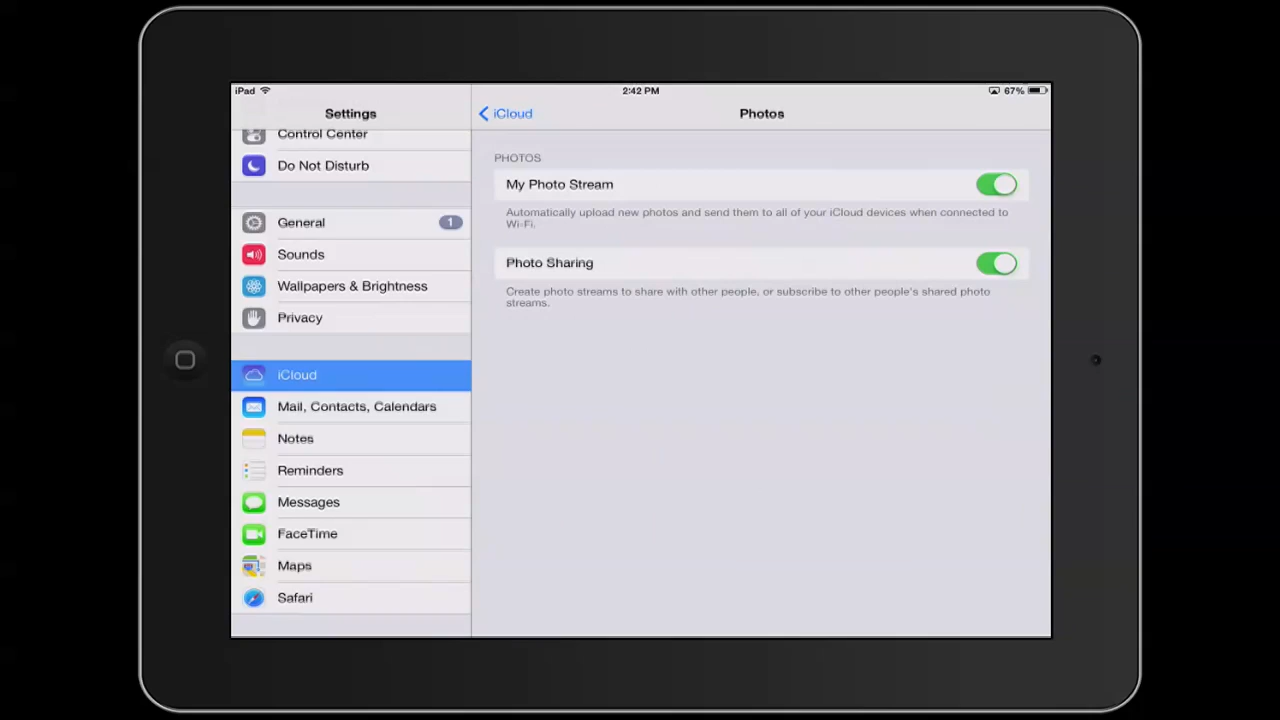 iPad
2:42 PM
67%
Settings
Control Center
Do Not Disturb
General
1
Sounds
Wallpapers & Brightness
Privacy
iCloud
Mail, Contacts, Calendars
Notes
Reminders
Messages
FaceTime
Maps
Safari
iCloud
Photos
PHOTOS
My Photo Stream
Automatically upload new photos and send them to all of your iCloud devices when connected to
Wi-Fi.
Photo Sharing
Create photo streams to share with other people, or subscribe to other people's shared photo
streams.